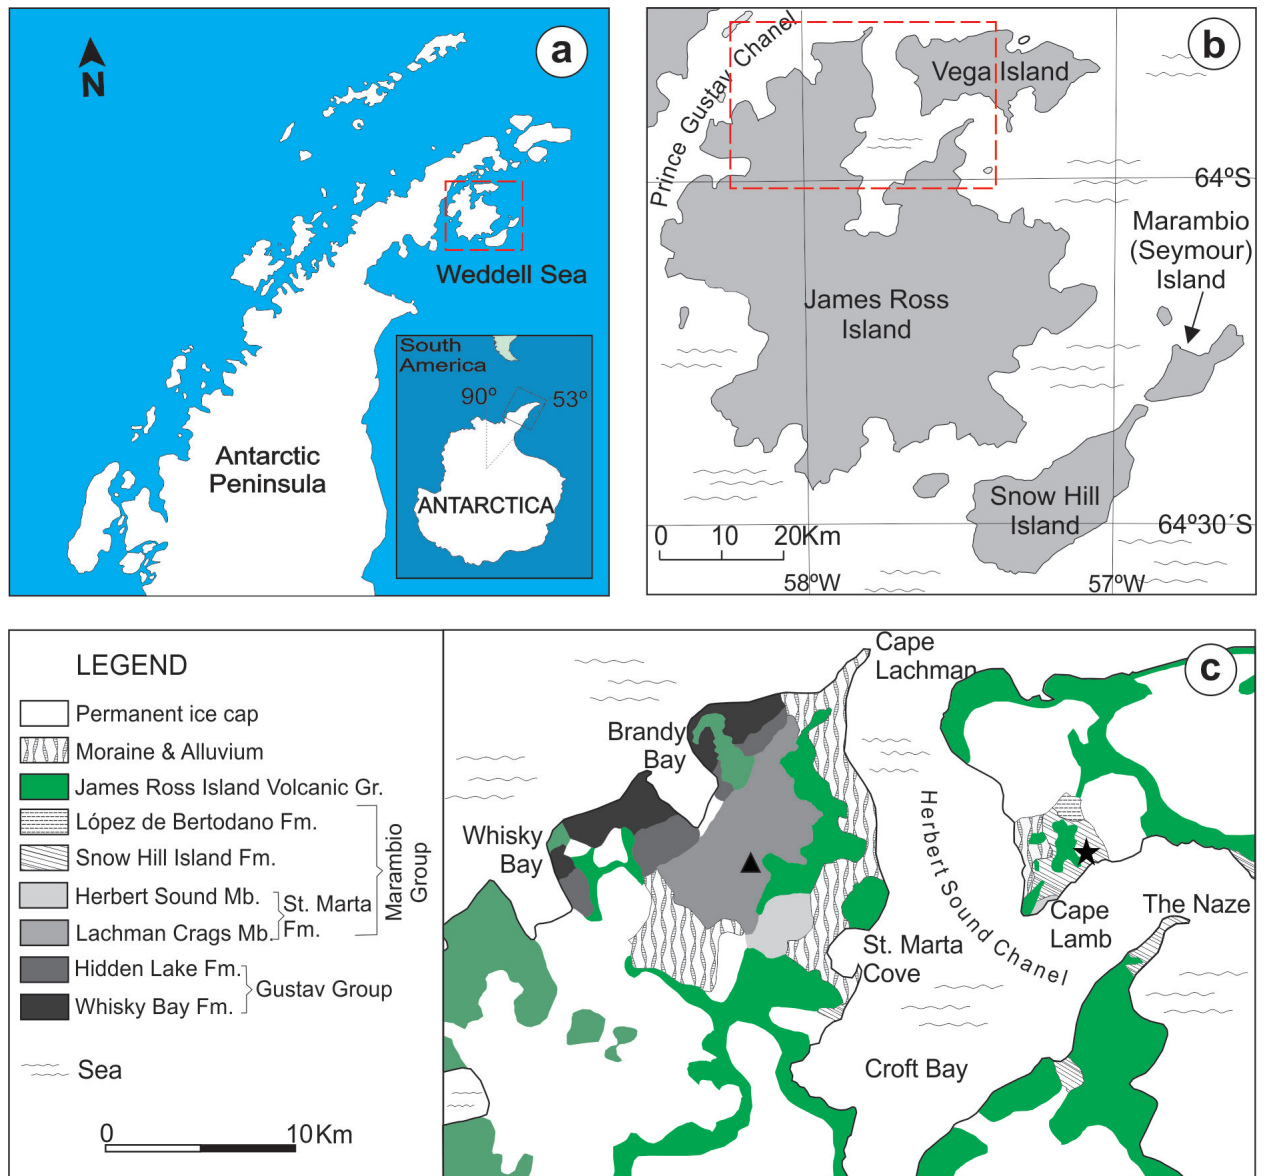 a
N
Weddell Sea
Antarctic
Peninsula
South
America
90º
53º
ANTARCTICA
b
Prince Gustav Chanel
Vega Island
64ºS
Marambio
(Seymour)
Island
James Ross
Island
Snow Hill
Island
64º30´S
0 10 20Km
58ºW
57ºW
LEGEND
Permanent ice cap
Moraine & Alluvium
James Ross Island Volcanic Gr.
López de Bertodano Fm.
Snow Hill Island Fm.
Herbert Sound Mb.
Lachman Crags Mb.
St. Marta
Fm.
Marambio
Group
Hidden Lake Fm.
Whisky Bay Fm.
Gustav Group
Sea
0 10Km
c
Cape
Lachman
Brandy
Bay
Whisky
Bay
Herbert Sound Chanel
The Naze
Cape
Lamb
St. Marta
Cove
Croft Bay